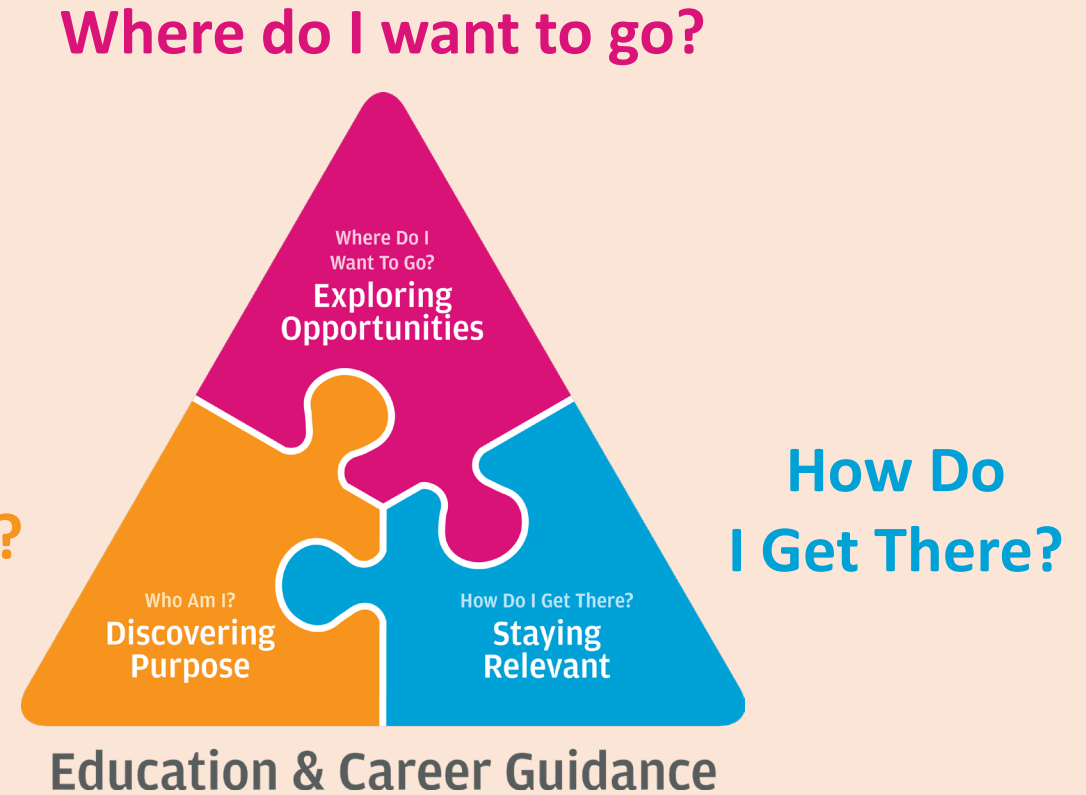 Where do I want to go?
Where Do I
Want To Go?
Exploring
Opportunities
How Do
I Get There?
?
Who Am I?
Discovering
Purpose
How Do I Get There?
Staying
Relevant
Education & Career Guidance